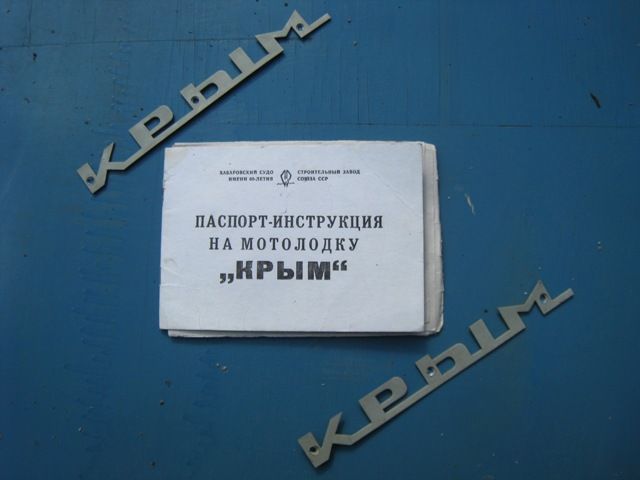 КРЫМ
ХАБАРОВСКИЙ СУДО СТРОИТЕЛЬНЫЙ ЗАВОД
ИМЕНИ 60-ЛЕТИЯ СОЮЗА ССР
ПАСПОРТ-ИНСТРУКЦИЯ
НА МОТОЛОДКУ
„КРЫМ“
КРЫМ